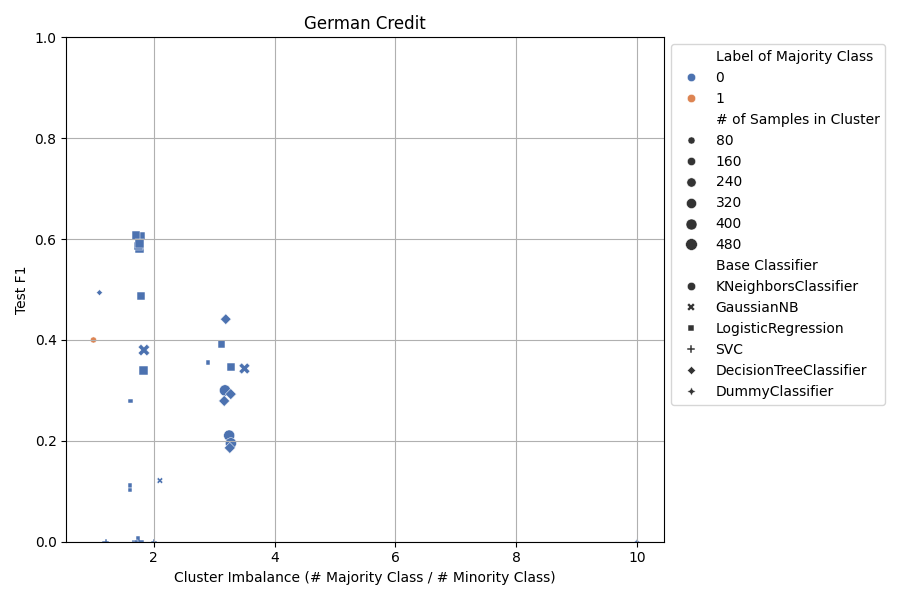 German Credit
1.0
0.8
0.6
0.4
0.2
0.0
Test F1
2
4
6
8
10
Cluster Imbalance (# Majority Class / # Minority Class)
Label of Majority Class
0
1
# of Samples in Cluster
80
160
240
320
400
480
Base Classifier
KNeighborsClassifier
GaussianNB
LogisticRegression
SVC
DecisionTreeClassifier
DummyClassifier